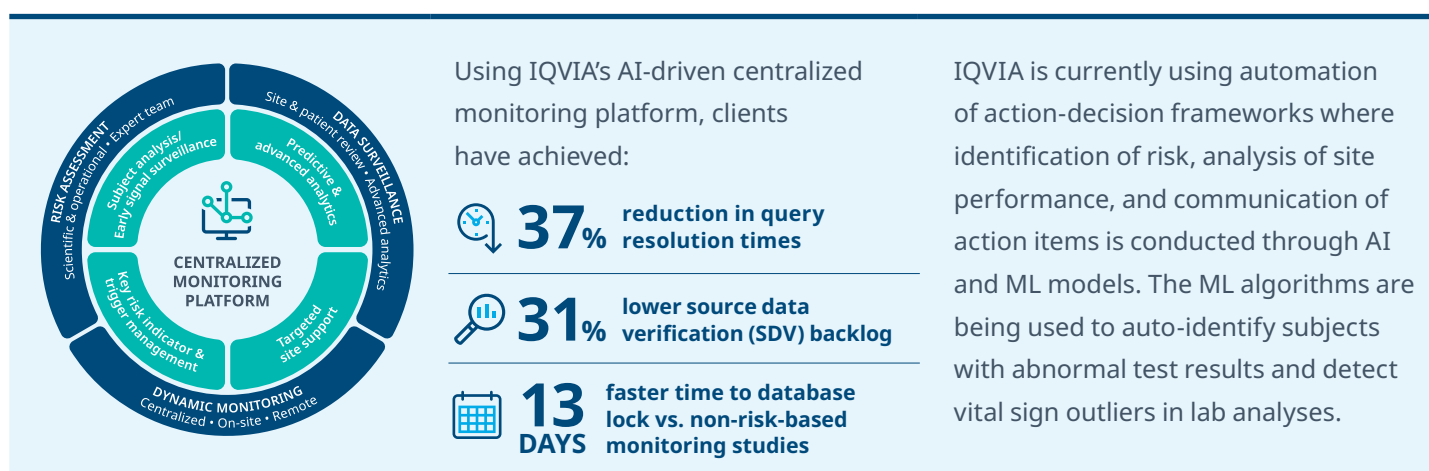 RISK ASSESSMENT
Scientific & operational • Expert team
DATA SURVEILLANCE
Site & patient review • Advanced analytics
DYNAMIC MONITORING
Centralized • On-site • Remote
Subject analysis/
Early signal surveillance
Predictive &
advanced analytics
Key risk indicator &
trigger management
Targeted
site support
CENTRALIZED
MONITORING
PLATFORM
Using IQVIA’s AI-driven centralized
monitoring platform, clients
have achieved:
37% reduction in query
resolution times
31% lower source data
verification (SDV) backlog
13 DAYS faster time to database
lock vs. non-risk-based
monitoring studies
IQVIA is currently using automation
of action-decision frameworks where
identification of risk, analysis of site
performance, and communication of
action items is conducted through AI
and ML models. The ML algorithms are
being used to auto-identify subjects
with abnormal test results and detect
vital sign outliers in lab analyses.